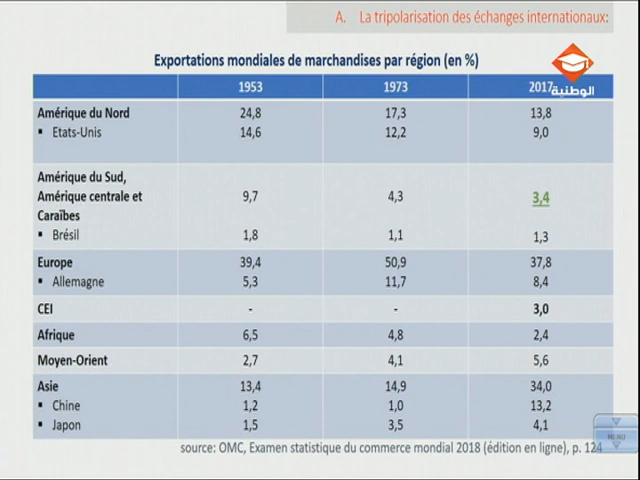 A. La tripolarisation des échanges internationaux:
Exportations mondiales de marchandises par région (en %)
1953 1973 2017
الوطنية
Amérique du Nord 24,8 17,3 13,8
▪ Etats-Unis 14,6 12,2 9,0
Amérique du Sud,
Amérique centrale et 9,7 4,3 3,4
Caraïbes
▪ Brésil 1,8 1,1 1,3
Europe 39,4 50,9 37,8
▪ Allemagne 5,3 11,7 8,4
CEI - - 3,0
Afrique 6,5 4,8 2,4
Moyen-Orient 2,7 4,1 5,6
Asie 13,4 14,9 34,0
▪ Chine 1,2 1,0 13,2
▪ Japon 1,5 3,5 4,1
MENU
source: OMC, Examen statistique du commerce mondial 2018 (édition en ligne), p. 124